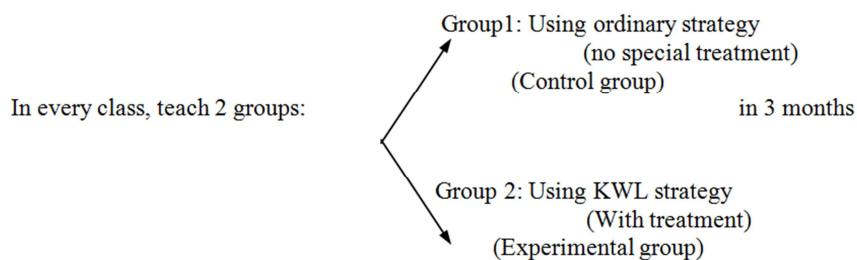 Group1: Using ordinary strategy
(no special treatment)
(Control group)
In every class, teach 2 groups:
in 3 months
Group 2: Using KWL strategy
(With treatment)
(Experimental group)